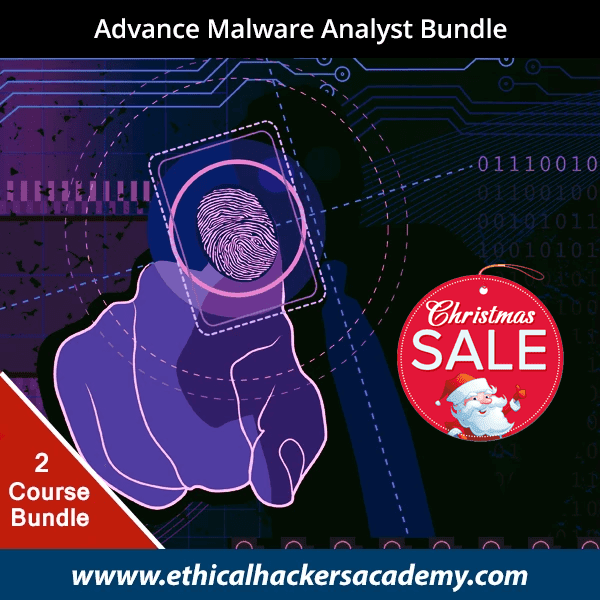 Advance Malware Analyst Bundle
01110010
01100100
00101011
10010101
Christmas
SALE
2
Course
Bundle
www.ethicalhackersacademy.com